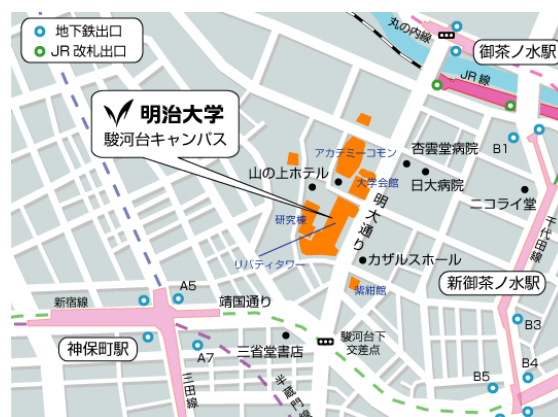 地下鉄出口
JR 改札出口
丸の内線
御茶ノ水駅
JR 線
明治大学
駿河台キャンパス
アカデミーコモン
杏雲堂病院
B1
山の上ホテル
大学会館
日大病院
ニコライ堂
研究棟
明大通り
千代田線
リバティタワー
カザルスホール
新御茶ノ水駅
紫紺館
A5
新宿線
靖国通り
B3
神保町駅
A7
三省堂書店
駿河台下
交差点
三田線
半蔵門線
B5
B4